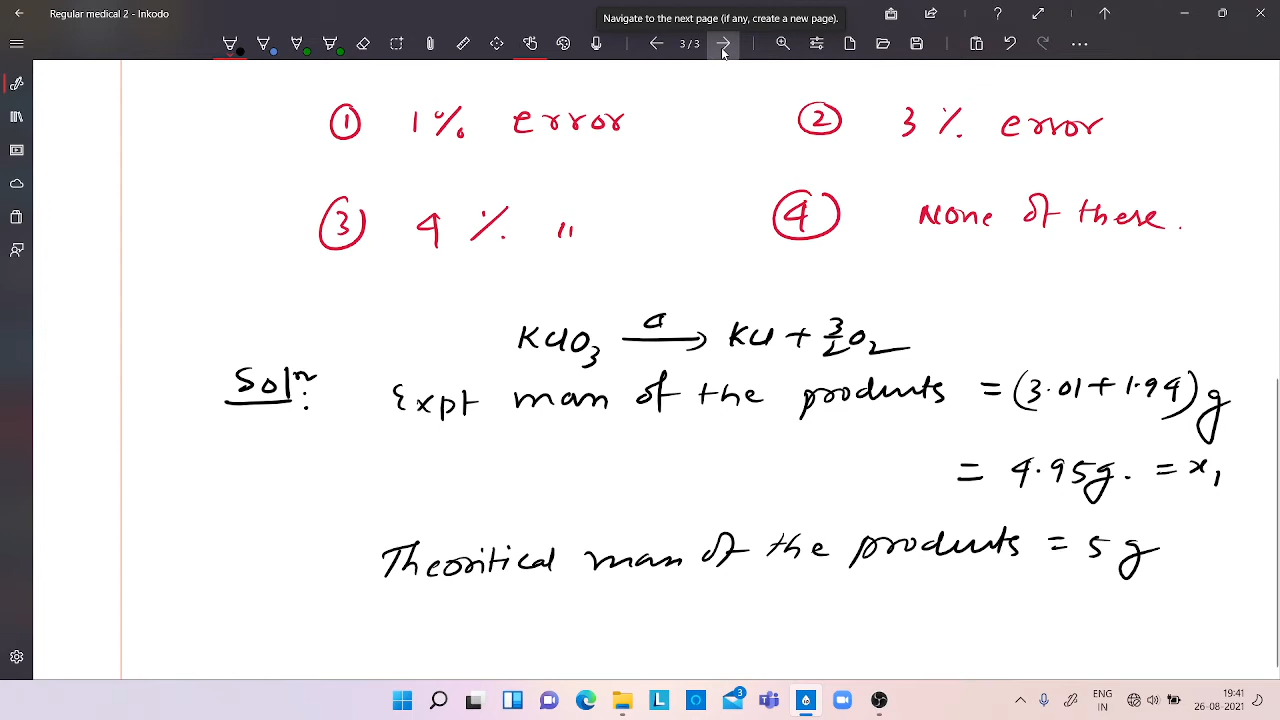 Regular medical 2 - Inkodo
Navigate to the next page (if any, create a new page).
3/3
① 1% error ② 3 % error
③ 4 % " ④ None of these.
KClO3 Δ→ KCl + 3/2 O2
Soln: Expt mass of the products = (3.01 + 1.94) g
= 4.95g. = x1
Theoritical mass of the products = 5 g
3
ENG
IN
19:41
26-08-2021